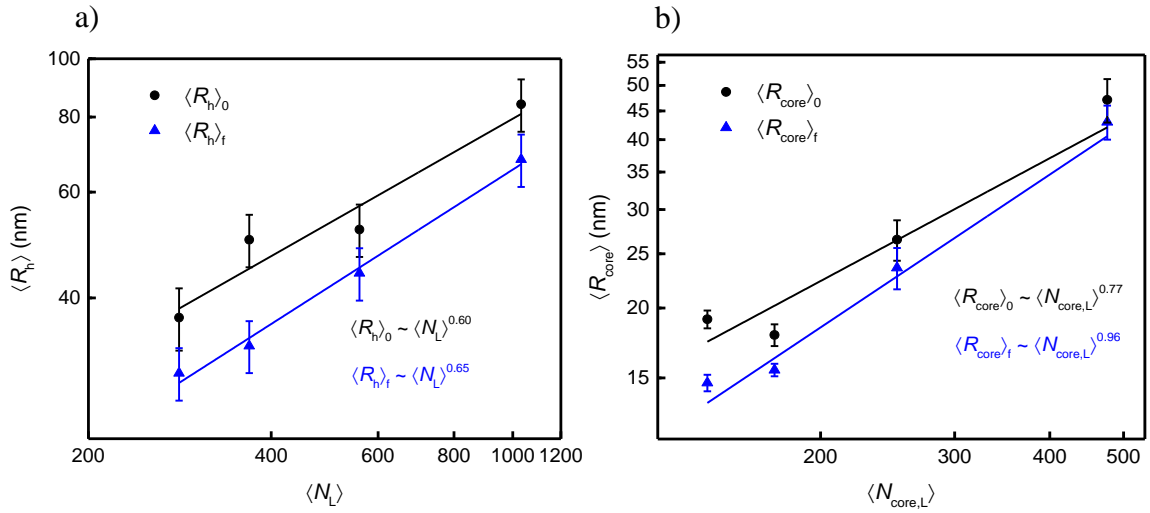 a)
100
80
60
40
200
400
600
800
1000 1200
⟨R_h⟩ (nm)
⟨N_L⟩
⟨R_h⟩_0
⟨R_h⟩_f
⟨R_h⟩_0 ~ ⟨N_L⟩^0.60
⟨R_h⟩_f ~ ⟨N_L⟩^0.65
b)
55
50
45
40
35
30
25
20
15
200
300
400
500
⟨R_core⟩ (nm)
⟨N_core,L⟩
⟨R_core⟩_0
⟨R_core⟩_f
⟨R_core⟩_0 ~ ⟨N_core,L⟩^0.77
⟨R_core⟩_f ~ ⟨N_core,L⟩^0.96